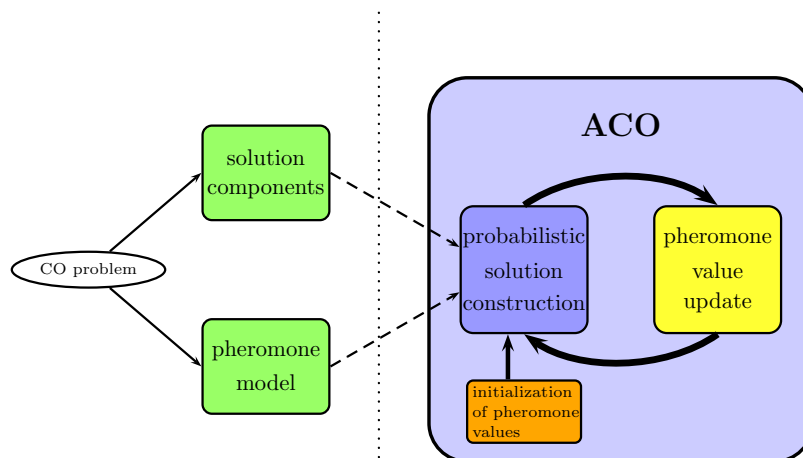 ACO
solution
components
CO problem
pheromone
model
probabilistic
solution
construction
pheromone
value
update
initialization
of pheromone
values